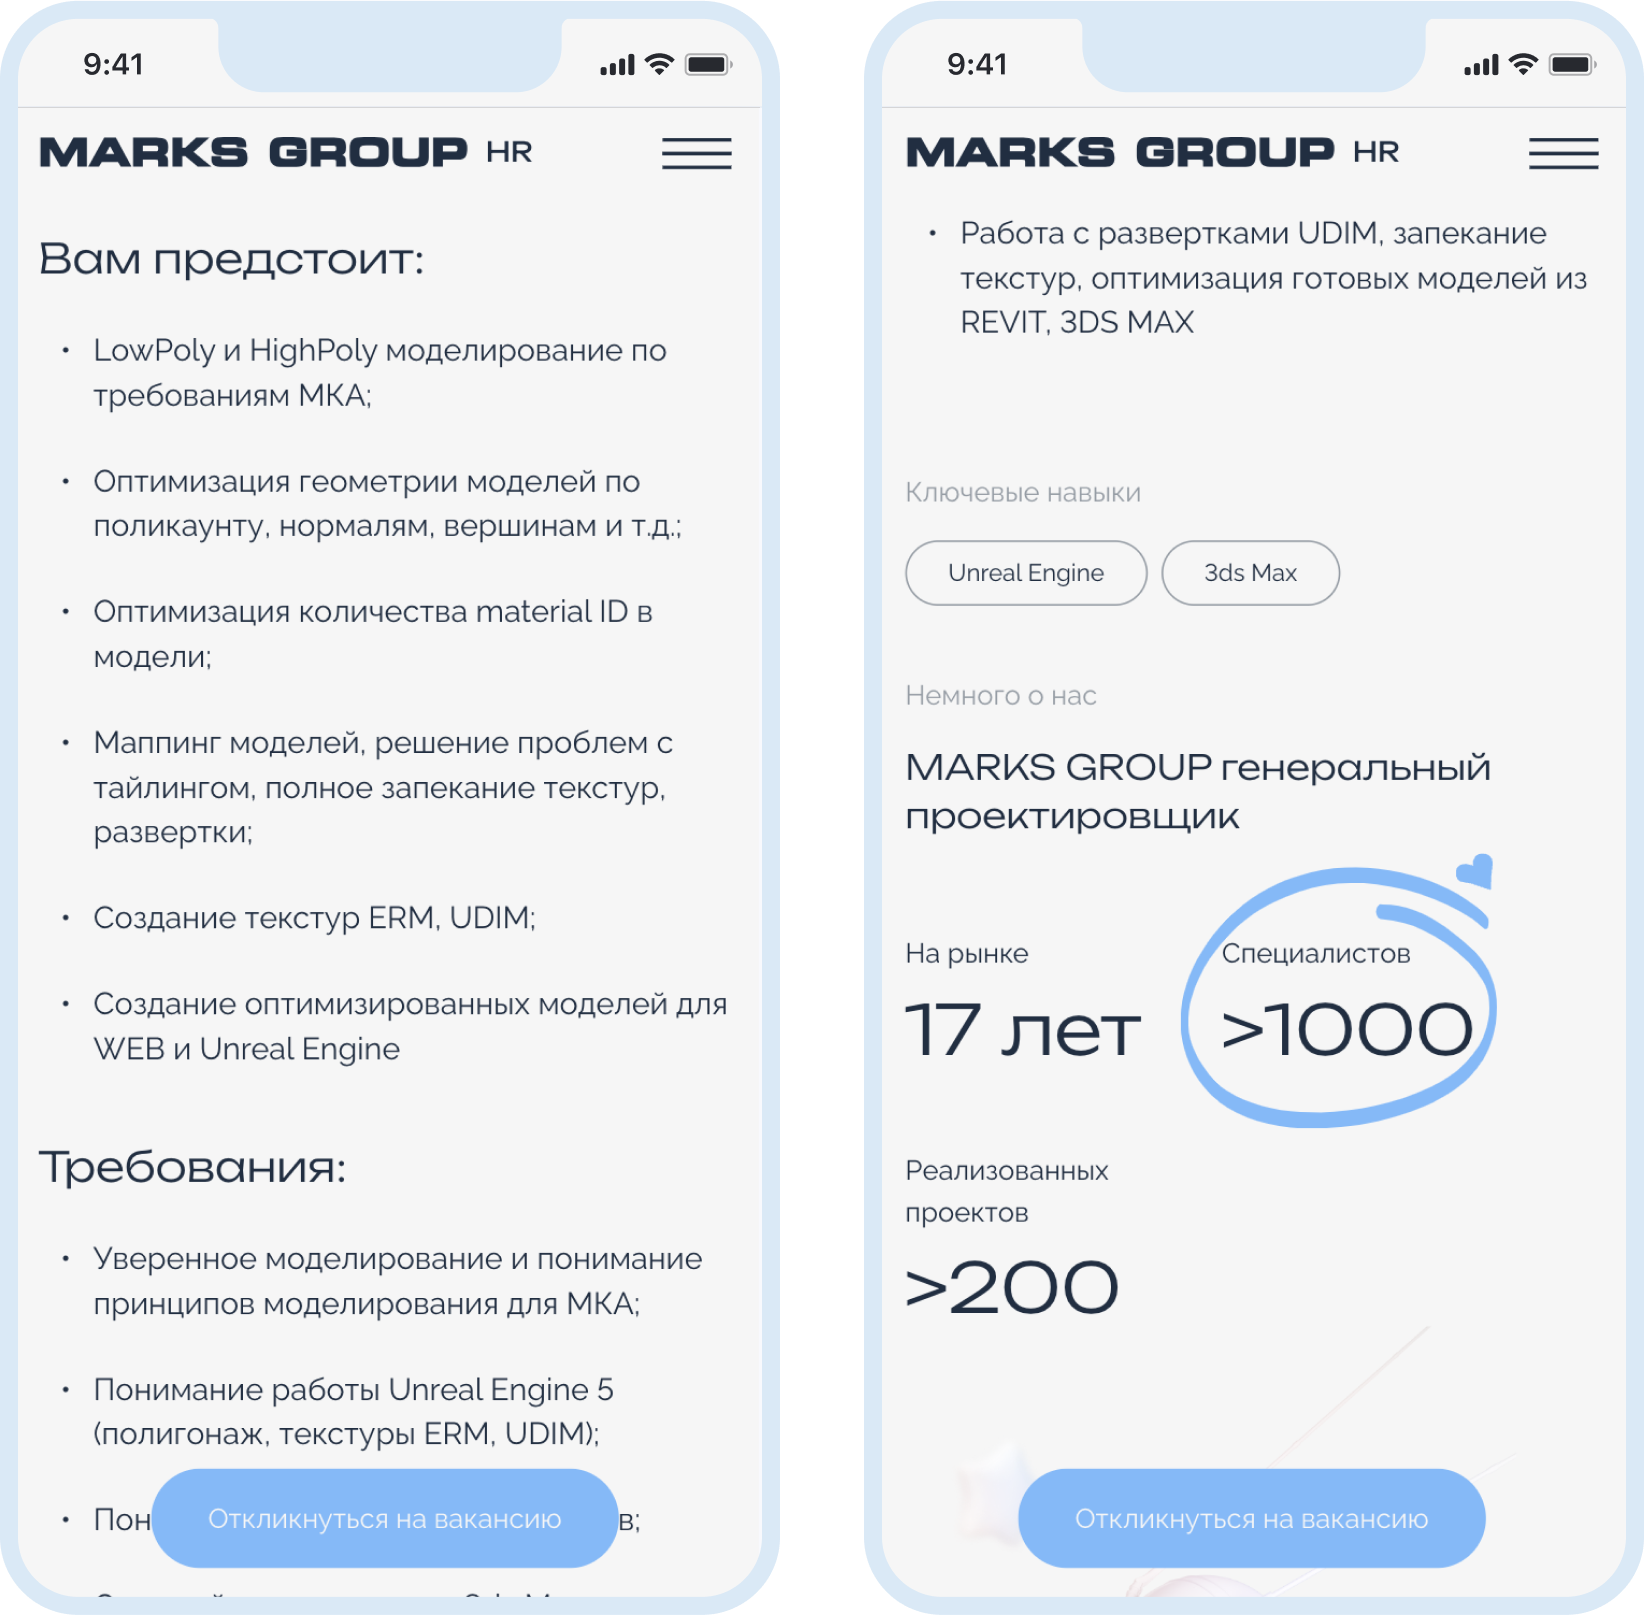 9:41
MARKS GROUP HR
Вам предстоит:
• LowPoly и HighPoly моделирование по
требованиям МКА;
• Оптимизация геометрии моделей по
поликаунту, нормалям, вершинам и т.д.;
• Оптимизация количества material ID в
модели;
• Маппинг моделей, решение проблем с
тайлингом, полное запекание текстур,
развертки;
• Создание текстур ERM, UDIM;
• Создание оптимизированных моделей для
WEB и Unreal Engine
Требования:
• Уверенное моделирование и понимание
принципов моделирования для МКА;
• Понимание работы Unreal Engine 5
(полигонаж, текстуры ERM, UDIM);
Откликнуться на вакансию
9:41
MARKS GROUP HR
• Работа с развертками UDIM, запекание
текстур, оптимизация готовых моделей из
REVIT, 3DS MAX
Ключевые навыки
Unreal Engine
3ds Max
Немного о нас
MARKS GROUP генеральный
проектировщик
На рынке
17 лет
Специалистов
>1000
Реализованных
проектов
>200
Откликнуться на вакансию